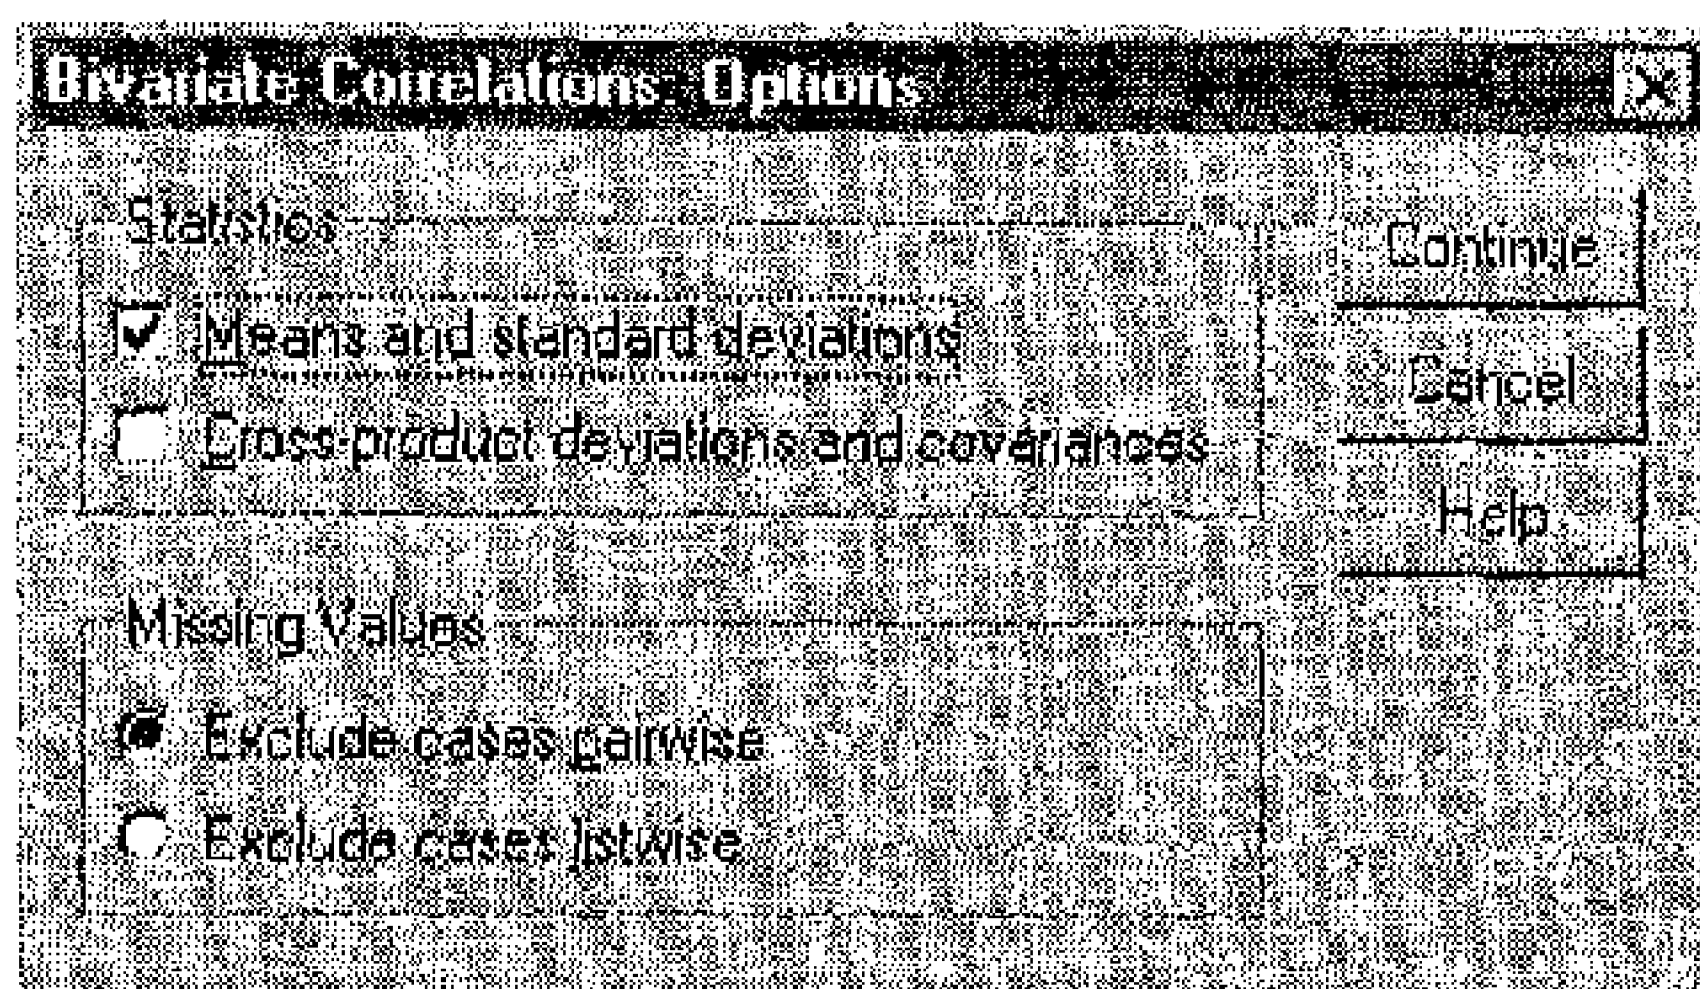 Bivariate Correlations: Options
Statistics
Means and standard deviations
Cross-product deviations and covariances
Missing Values
Exclude cases pairwise
Exclude cases listwise
Continue
Cancel
Help